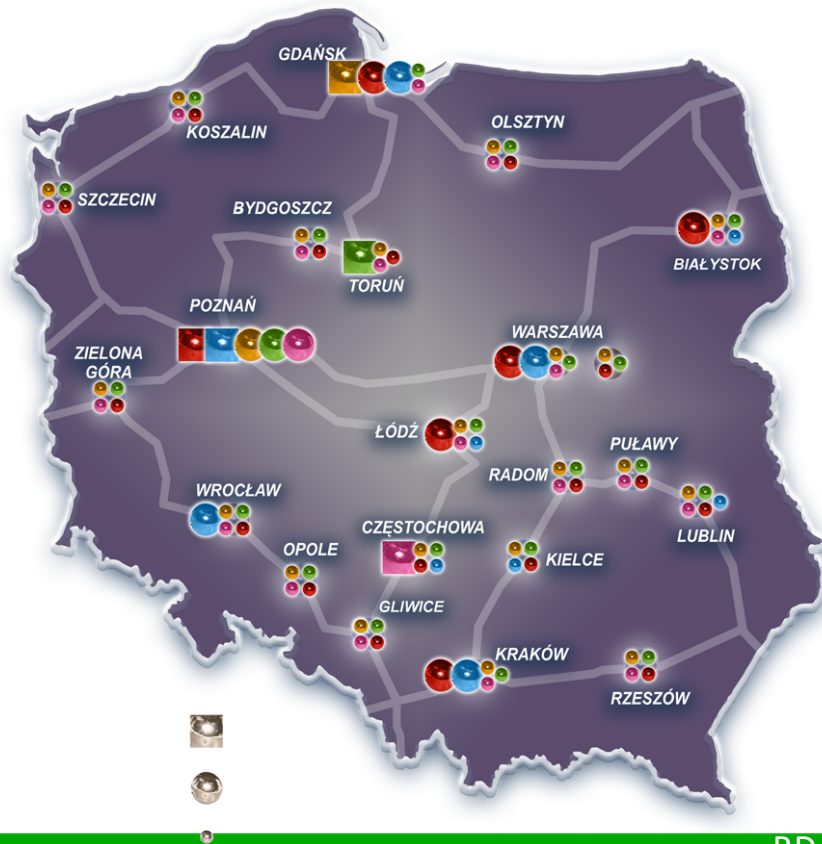 GDAŃSK
KOSZALIN
OLSZTYN
SZCZECIN
BYDGOSZCZ
TORUŃ
BIAŁYSTOK
POZNAŃ
WARSZAWA
ZIELONA
GÓRA
ŁÓDŹ
PUŁAWY
RADOM
WROCŁAW
CZĘSTOCHOWA
LUBLIN
OPOLE
KIELCE
GLIWICE
KRAKÓW
RZESZÓW